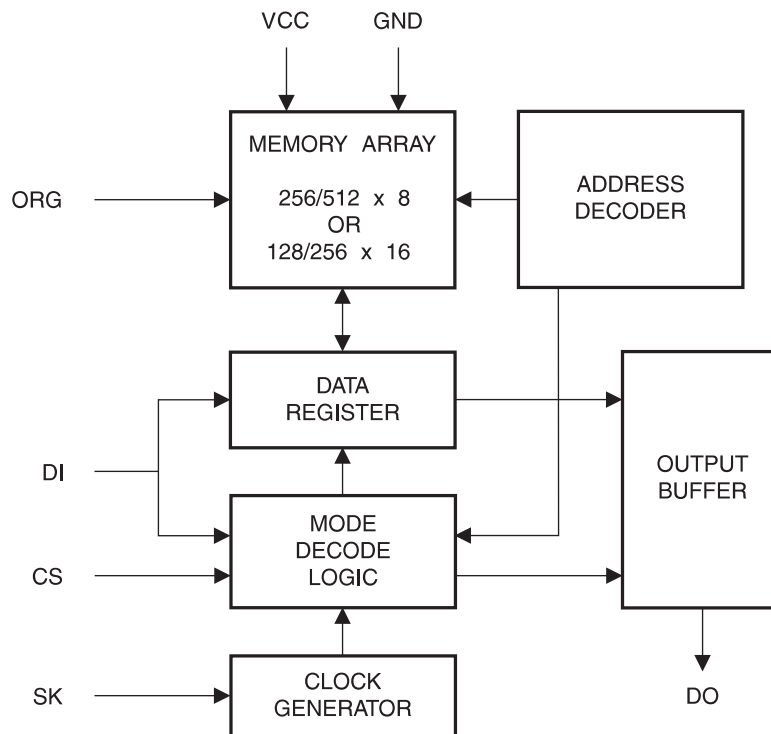 VCC GND
MEMORY ARRAY
256/512 x 8
OR
128/256 x 16
ADDRESS
DECODER
ORG
DATA
REGISTER
DI
OUTPUT
BUFFER
MODE
DECODE
LOGIC
CS
CLOCK
GENERATOR
SK
DO